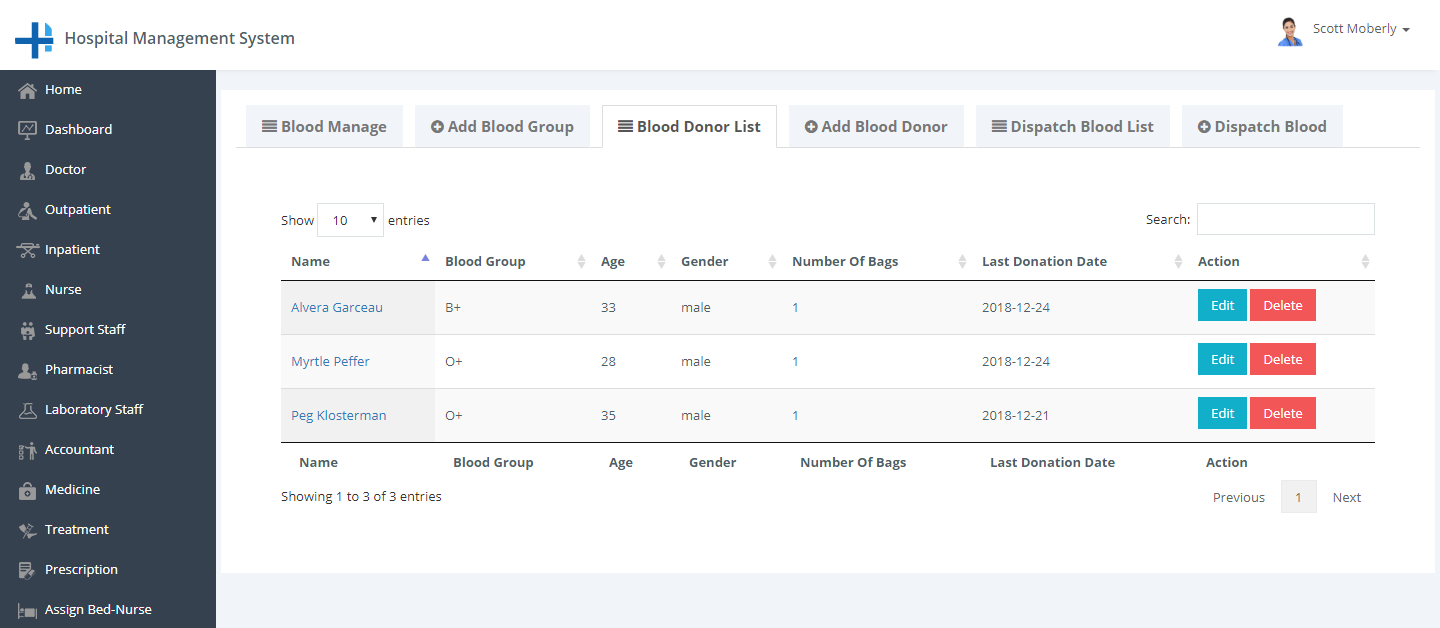 Hospital Management System
Scott Moberly
Home
Dashboard
Doctor
Outpatient
Inpatient
Nurse
Support Staff
Pharmacist
Laboratory Staff
Accountant
Medicine
Treatment
Prescription
Assign Bed-Nurse
Blood Manage Add Blood Group Blood Donor List Add Blood Donor Dispatch Blood List Dispatch Blood
Show 10 entries Search:
Name Blood Group Age Gender Number Of Bags Last Donation Date Action
Alvera Garceau B+ 33 male 1 2018-12-24 Edit Delete
Myrtle Peffer O+ 28 male 1 2018-12-24 Edit Delete
Peg Klosterman O+ 35 male 1 2018-12-21 Edit Delete
Name Blood Group Age Gender Number Of Bags Last Donation Date Action
Showing 1 to 3 of 3 entries Previous 1 Next